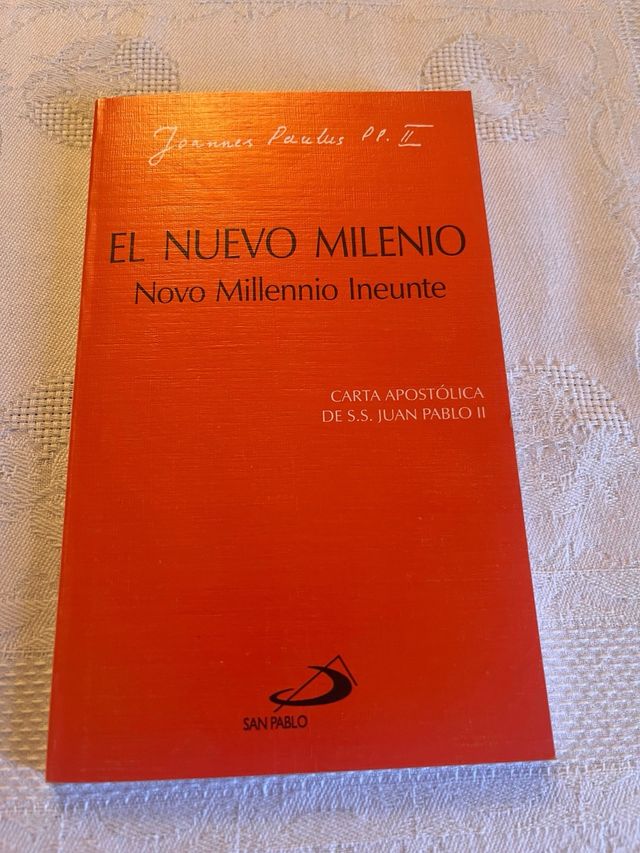 Joannes Paulus PP. II
EL NUEVO MILENIO
Novo Millennio Ineunte
CARTA APOSTÓLICA
DE S.S. JUAN PABLO II
SAN PABLO